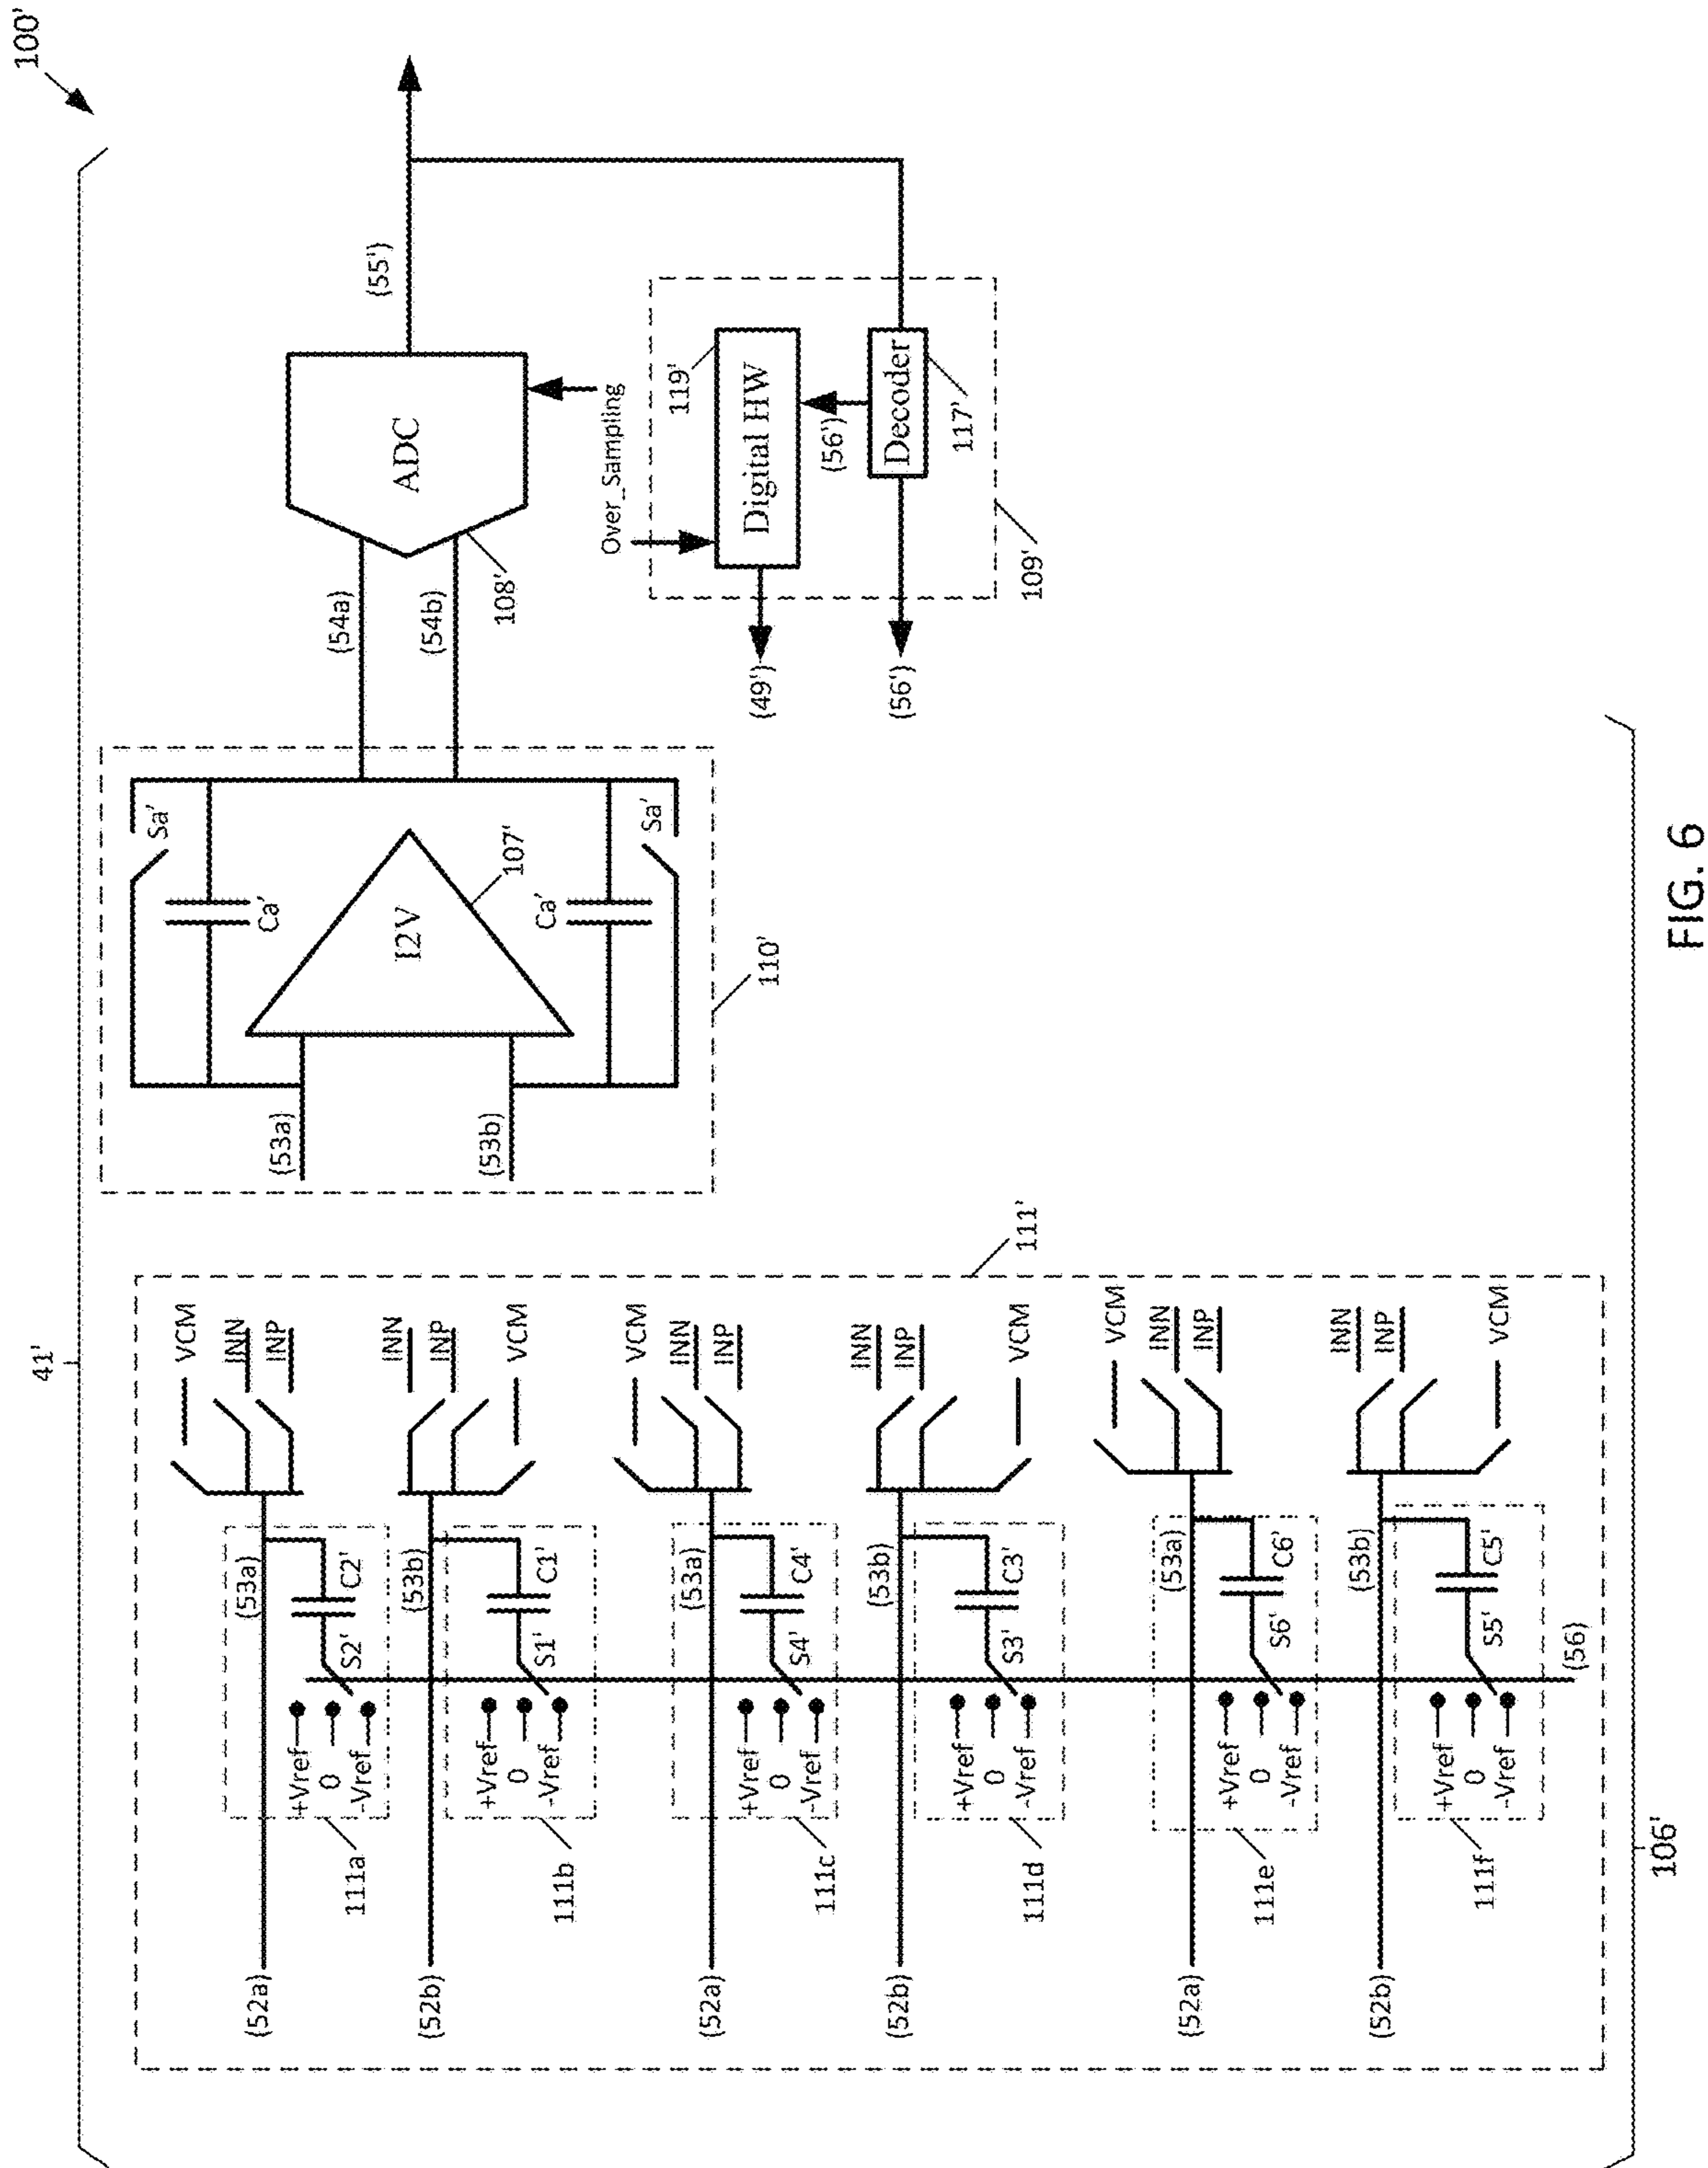 100'
41'
VCM
INN
INP
(52a)
(53a)
C2'
S2'
+Vref
0
-Vref
111a
INN
INP
VCM
(52b)
(53b)
C1'
S1'
+Vref
0
-Vref
111b
VCM
INN
INP
(52a)
(53a)
C4'
S4'
+Vref
0
-Vref
111c
INN
INP
VCM
(52b)
(53b)
C3'
S3'
+Vref
0
-Vref
111d
VCM
INN
INP
(52a)
(53a)
C6'
S6'
+Vref
0
-Vref
111e
INN
INP
VCM
(52b)
(53b)
C5'
S5'
+Vref
0
-Vref
111f
(56)
111'
106'
Sa'
Ca'
(53a)
I2V
107'
(53b)
Ca'
Sa'
110'
(54a)
(54b)
ADC
108'
(55')
Over_Sampling
119'
Digital HW
(49')
(56')
Decoder
117'
(56')
109'
FIG. 6